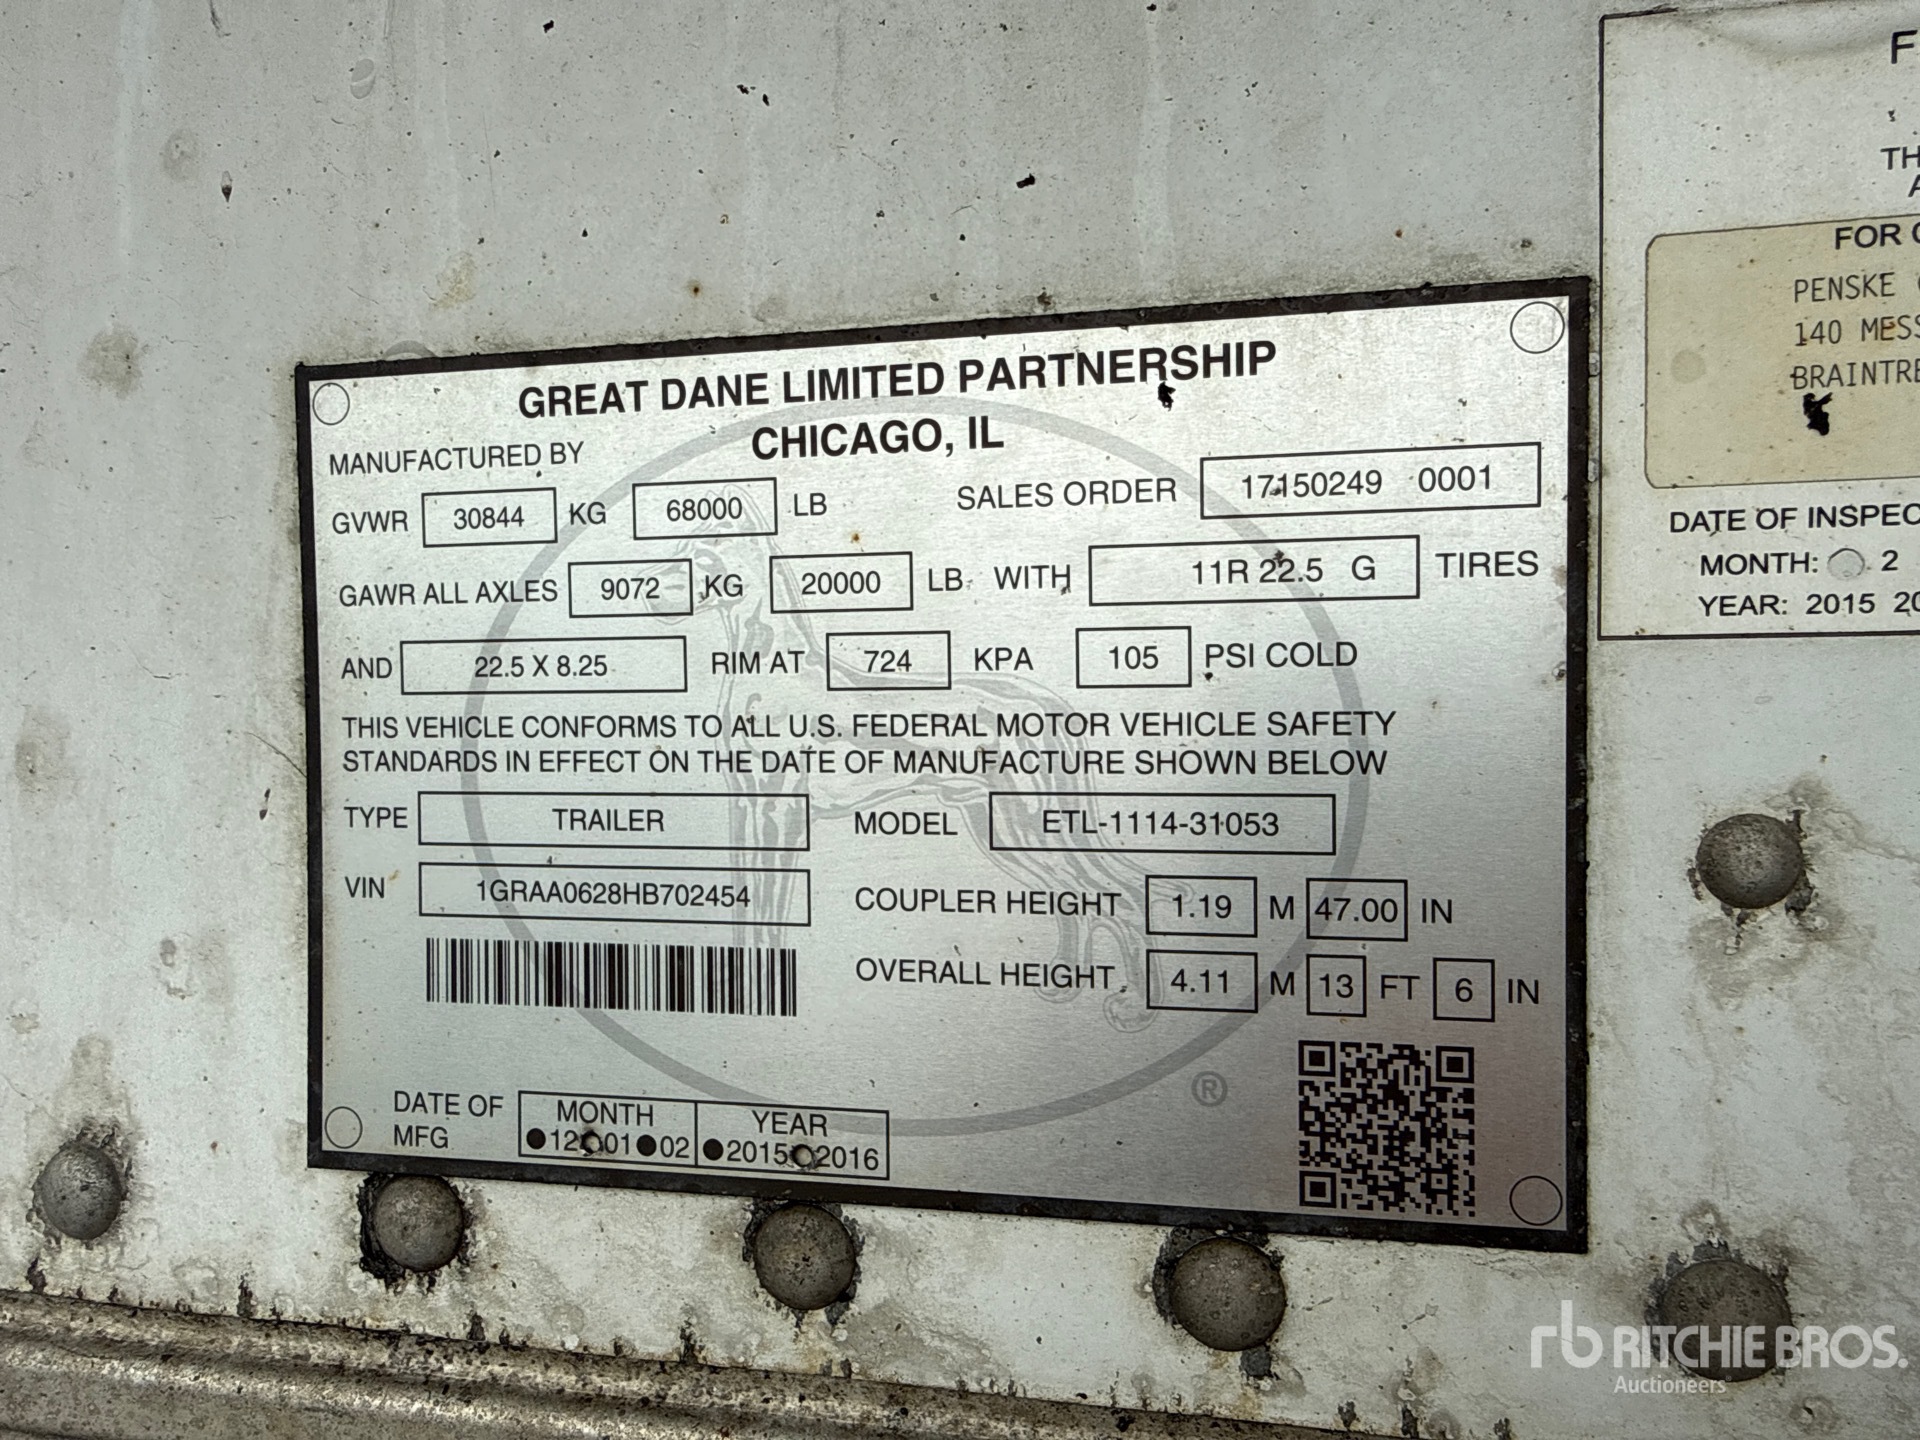 GREAT DANE LIMITED PARTNERSHIP
MANUFACTURED BY CHICAGO, IL
GVWR 30844 KG 68000 LB SALES ORDER 17150249 0001
GAWR ALL AXLES 9072 KG 20000 LB WITH 11R 22.5 G TIRES
AND 22.5 X 8.25 RIM AT 724 KPA 105 PSI COLD
THIS VEHICLE CONFORMS TO ALL U.S. FEDERAL MOTOR VEHICLE SAFETY
STANDARDS IN EFFECT ON THE DATE OF MANUFACTURE SHOWN BELOW
TYPE TRAILER MODEL ETL-1114-31053
VIN 1GRAA0628HB702454 COUPLER HEIGHT 1.19 M 47.00 IN
OVERALL HEIGHT 4.11 M 13 FT 6 IN
®
DATE OF MFG MONTH YEAR
●12 01●02 ●2015 2016
F
TH
A
FOR
PENSKE
140 MESS
BRAINTRE
DATE OF INSPEC
MONTH: 2
YEAR: 2015 20
rb RITCHIE BROS.
Auctioneers